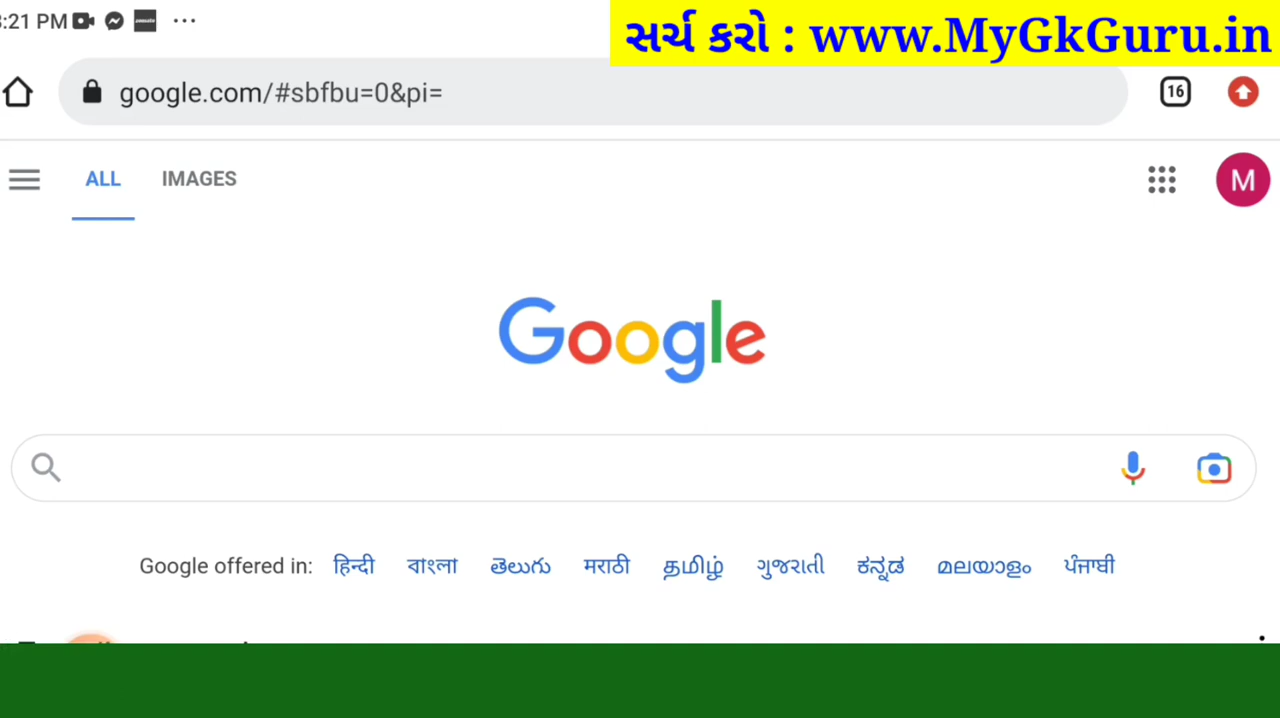 :21 PM ...
સર્ચ કરો : www.MyGkGuru.in
google.com/#sbfbu=0&pi=
16
ALL IMAGES
M
Google
Google offered in: हिन्दी বাংলা తెలుగు मराठी தமிழ் ગુજરાતી ಕನ್ನಡ മലയാളം ਪੰਜਾਬੀ